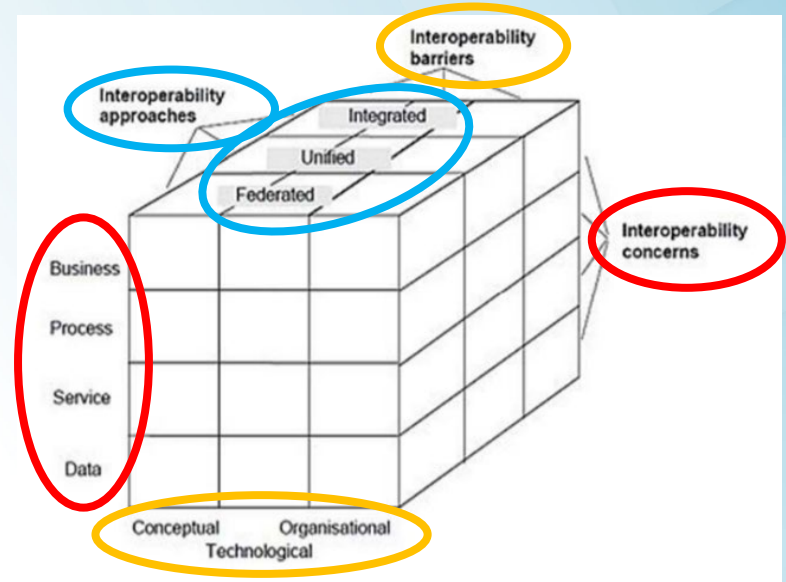 Interoperability
barriers
Interoperability
approaches
Integrated
Unified
Federated
Interoperability
concerns
Business
Process
Service
Data
Conceptual Organisational
Technological